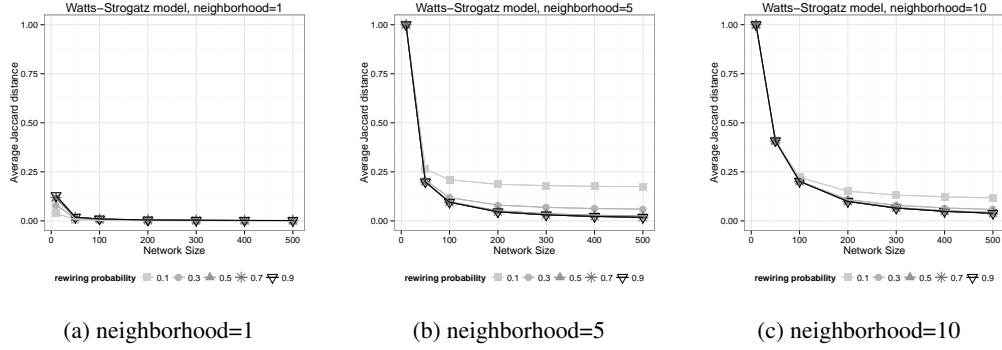 Watts−Strogatz model, neighborhood=1
1.00
0.75
0.50
0.25
0.00
Average Jaccard distance
0 100 200 300 400 500
Network Size
rewiring probability 0.1 0.3 0.5 0.7 0.9
(a) neighborhood=1
Watts−Strogatz model, neighborhood=5
1.00
0.75
0.50
0.25
0.00
Average Jaccard distance
0 100 200 300 400 500
Network Size
rewiring probability 0.1 0.3 0.5 0.7 0.9
(b) neighborhood=5
Watts−Strogatz model, neighborhood=10
1.00
0.75
0.50
0.25
0.00
Average Jaccard distance
0 100 200 300 400 500
Network Size
rewiring probability 0.1 0.3 0.5 0.7 0.9
(c) neighborhood=10